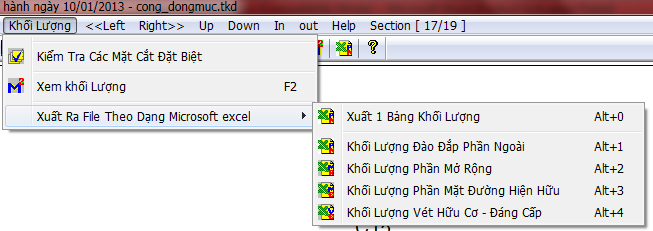 hành ngày 10/01/2013 - cong_dongmuc.tkd
Khối Lượng <<Left Right>> Up Down In out Help Section [ 17/19 ]
Kiểm Tra Các Mặt Cắt Đặt Biệt
Xem khối Lượng F2
Xuất Ra File Theo Dạng Microsoft excel
Xuất 1 Bảng Khối Lượng Alt+0
Khối Lượng Đào Đắp Phần Ngoài Alt+1
Khối Lượng Phần Mở Rộng Alt+2
Khối Lượng Phần Mặt Đường Hiện Hữu Alt+3
Khối Lượng Vét Hữu Cơ - Đáng Cấp Alt+4